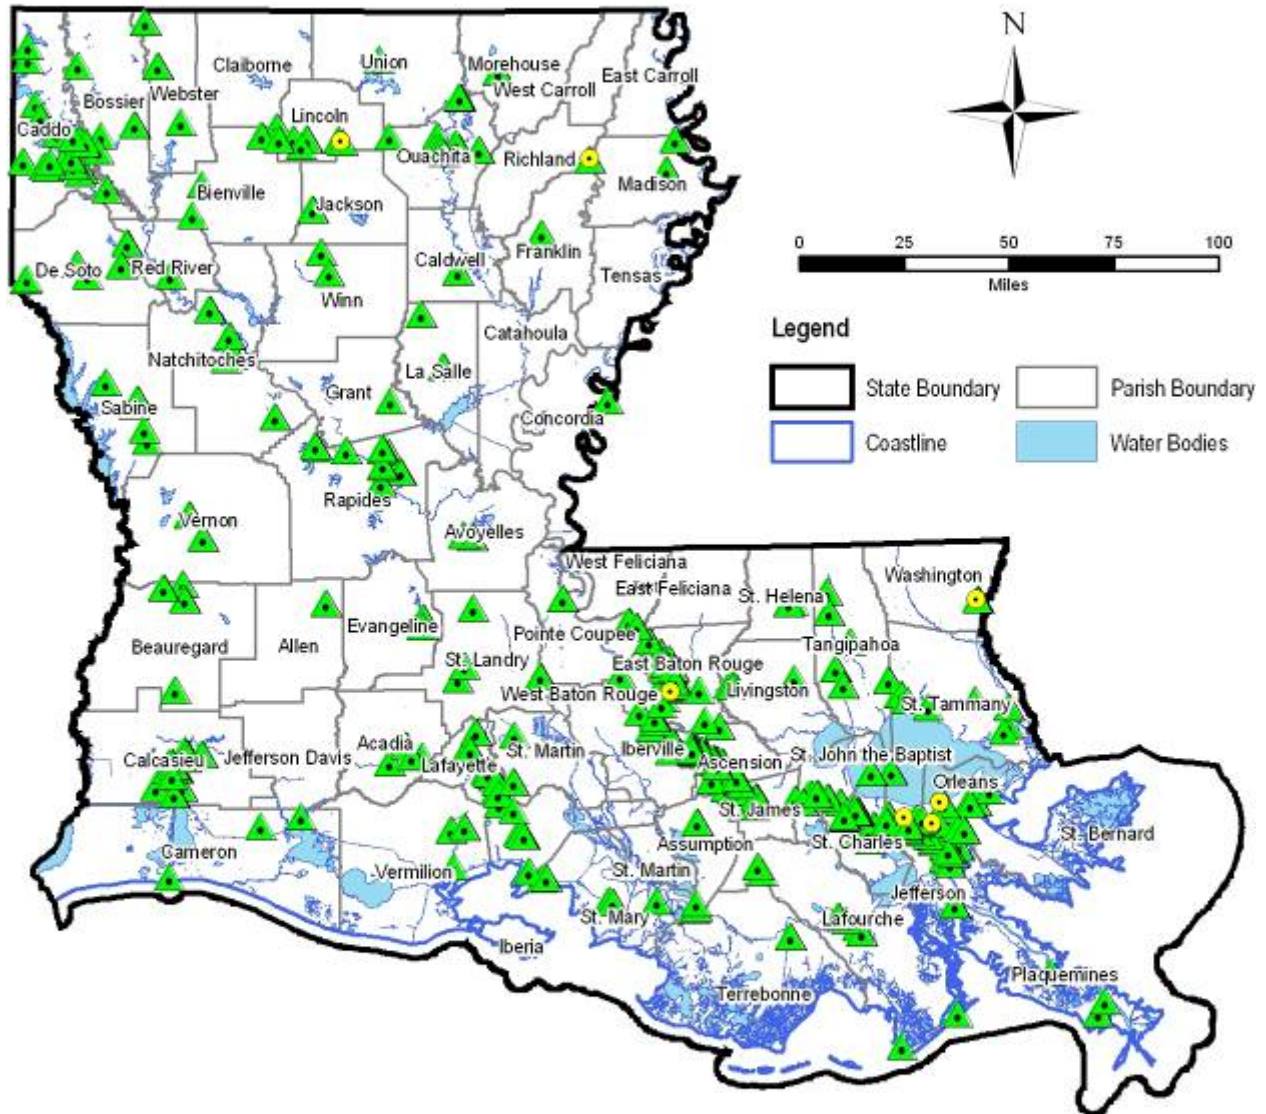 N
Union
Morehouse
Claiborne
East Carroll
West Carroll
Webster
Bossier
Lincoln
Caddo
Ouachita
Richland
Madison
Bienville
Jackson
0 25 50 75 100
Miles
Franklin
Caldwell
De Soto
Red River
Tensas
Winn
Legend
Catahoula
Natchitoches
La Salle
State Boundary
Parish Boundary
Grant
Sabine
Concordia
Coastline
Water Bodies
Rapides
Vernon
Avoyelles
West Feliciana
Washington
East Feliciana
St. Helena
Evangeline
Pointe Coupee
Beauregard
Allen
Tangipahoa
St. Landry
East Baton Rouge
West Baton Rouge
Livingston
St. Tammany
Acadia
Calcasieu
Jefferson Davis
Lafayette
St. Martin
Iberville
St. John the Baptist
Ascension
Orleans
St. James
St. Bernard
Cameron
Assumption
St. Charles
Vermilion
St. Martin
Jefferson
St. Mary
Lafourche
Iberia
Plaquemines
Terrebonne